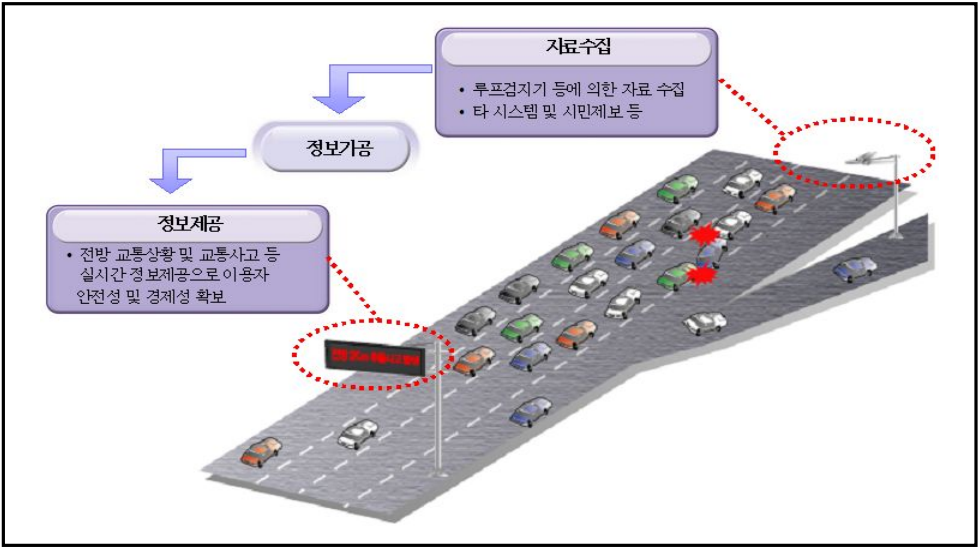 자료수집
• 루프검지기 등에 의한 자료 수집
• 타 시스템 및 시민제보 등
정보가공
정보제공
• 전방 교통상황 및 교통사고 등
실시간 정보제공으로 이용자
안전성 및 경제성 확보